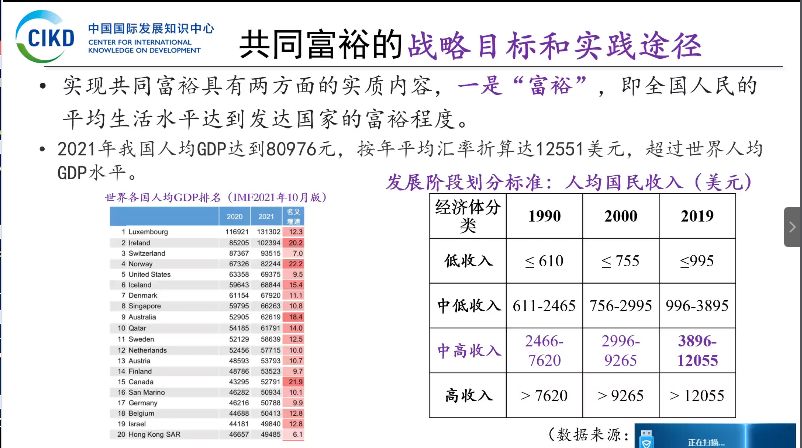 CIKD
中国国际发展知识中心
CENTER FOR INTERNATIONAL
KNOWLEDGE ON DEVELOPMENT
共同富裕的战略目标和实践途径
• 实现共同富裕具有两方面的实质内容，一是“富裕”，即全国人民的
平均生活水平达到发达国家的富裕程度。
• 2021年我国人均GDP达到80976元，按年平均汇率折算达12551美元，超过世界人均
GDP水平。
世界各国人均GDP排名（IMF2021年10月版）
2020 2021 名义增速
1 Luxembourg 116921 131302 12.3
2 Ireland 85205 102394 20.2
3 Switzerland 87367 93515 7.0
4 Norway 67326 82244 22.2
5 United States 63358 69375 9.5
6 Iceland 59643 68844 15.4
7 Denmark 61154 67920 11.1
8 Singapore 59795 66263 10.8
9 Australia 52905 62619 18.4
10 Qatar 54185 61791 14.0
11 Sweden 52129 58639 12.5
12 Netherlands 52456 57715 10.0
13 Austria 48593 53793 10.7
14 Finland 48786 53523 9.7
15 Canada 43295 52791 21.9
16 San Marino 46282 50934 10.1
17 Germany 46216 50788 9.9
18 Belgium 44688 50413 12.8
19 Israel 44181 49840 12.8
20 Hong Kong SAR 46657 49485 6.1
发展阶段划分标准：人均国民收入（美元）
经济体分类 1990 2000 2019
低收入 ≤ 610 ≤ 755 ≤995
中低收入 611-2465 756-2995 996-3895
中高收入 2466-7620 2996-9265 3896-12055
高收入 > 7620 > 9265 > 12055
（数据来源：
正在扫描...